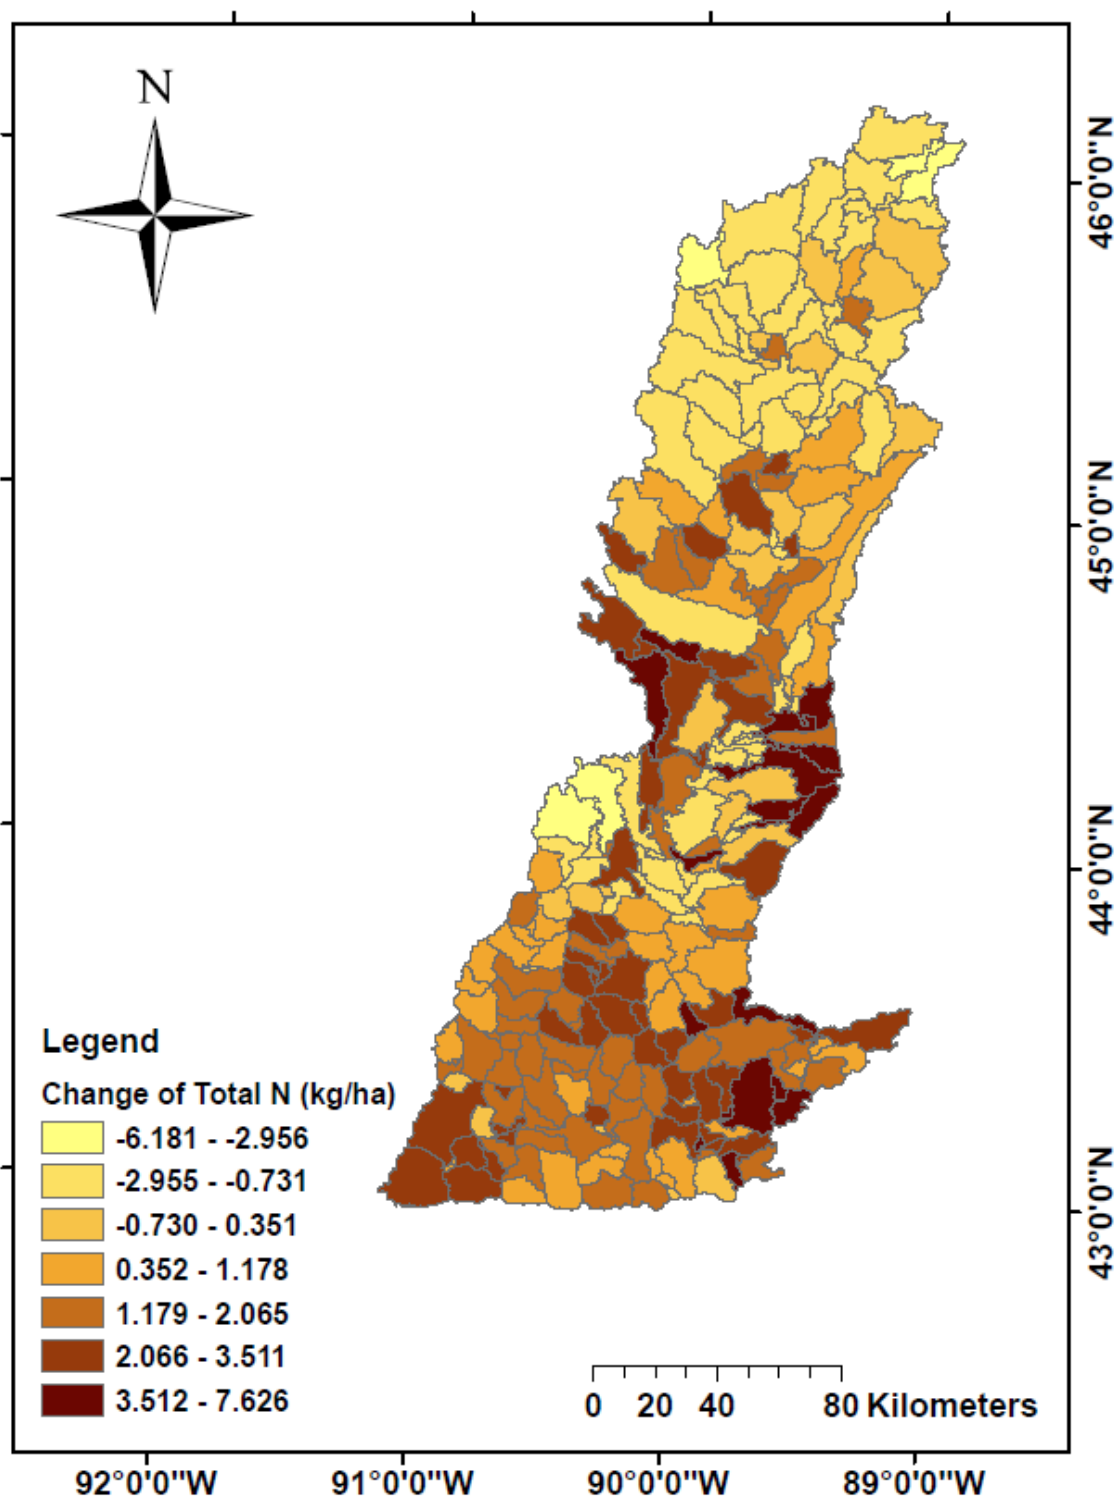 N
46°0'0"N
45°0'0"N
44°0'0"N
43°0'0"N
Legend
Change of Total N (kg/ha)
-6.181 - -2.956
-2.955 - -0.731
-0.730 - 0.351
0.352 - 1.178
1.179 - 2.065
2.066 - 3.511
3.512 - 7.626
0 20 40 80 Kilometers
92°0'0"W 91°0'0"W 90°0'0"W 89°0'0"W